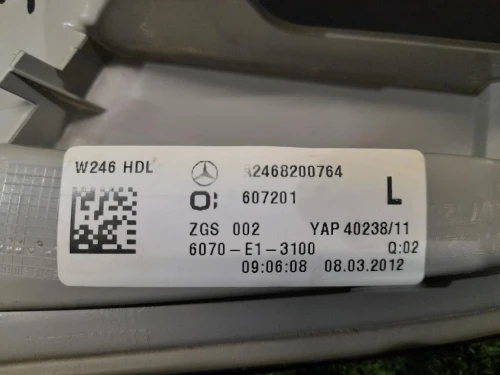 W246 HDL A2468200764
O: 607201 L
ZGS 002 YAP 40238/11
6070-E1-3100 Q:02
09:06:08 08.03.2012